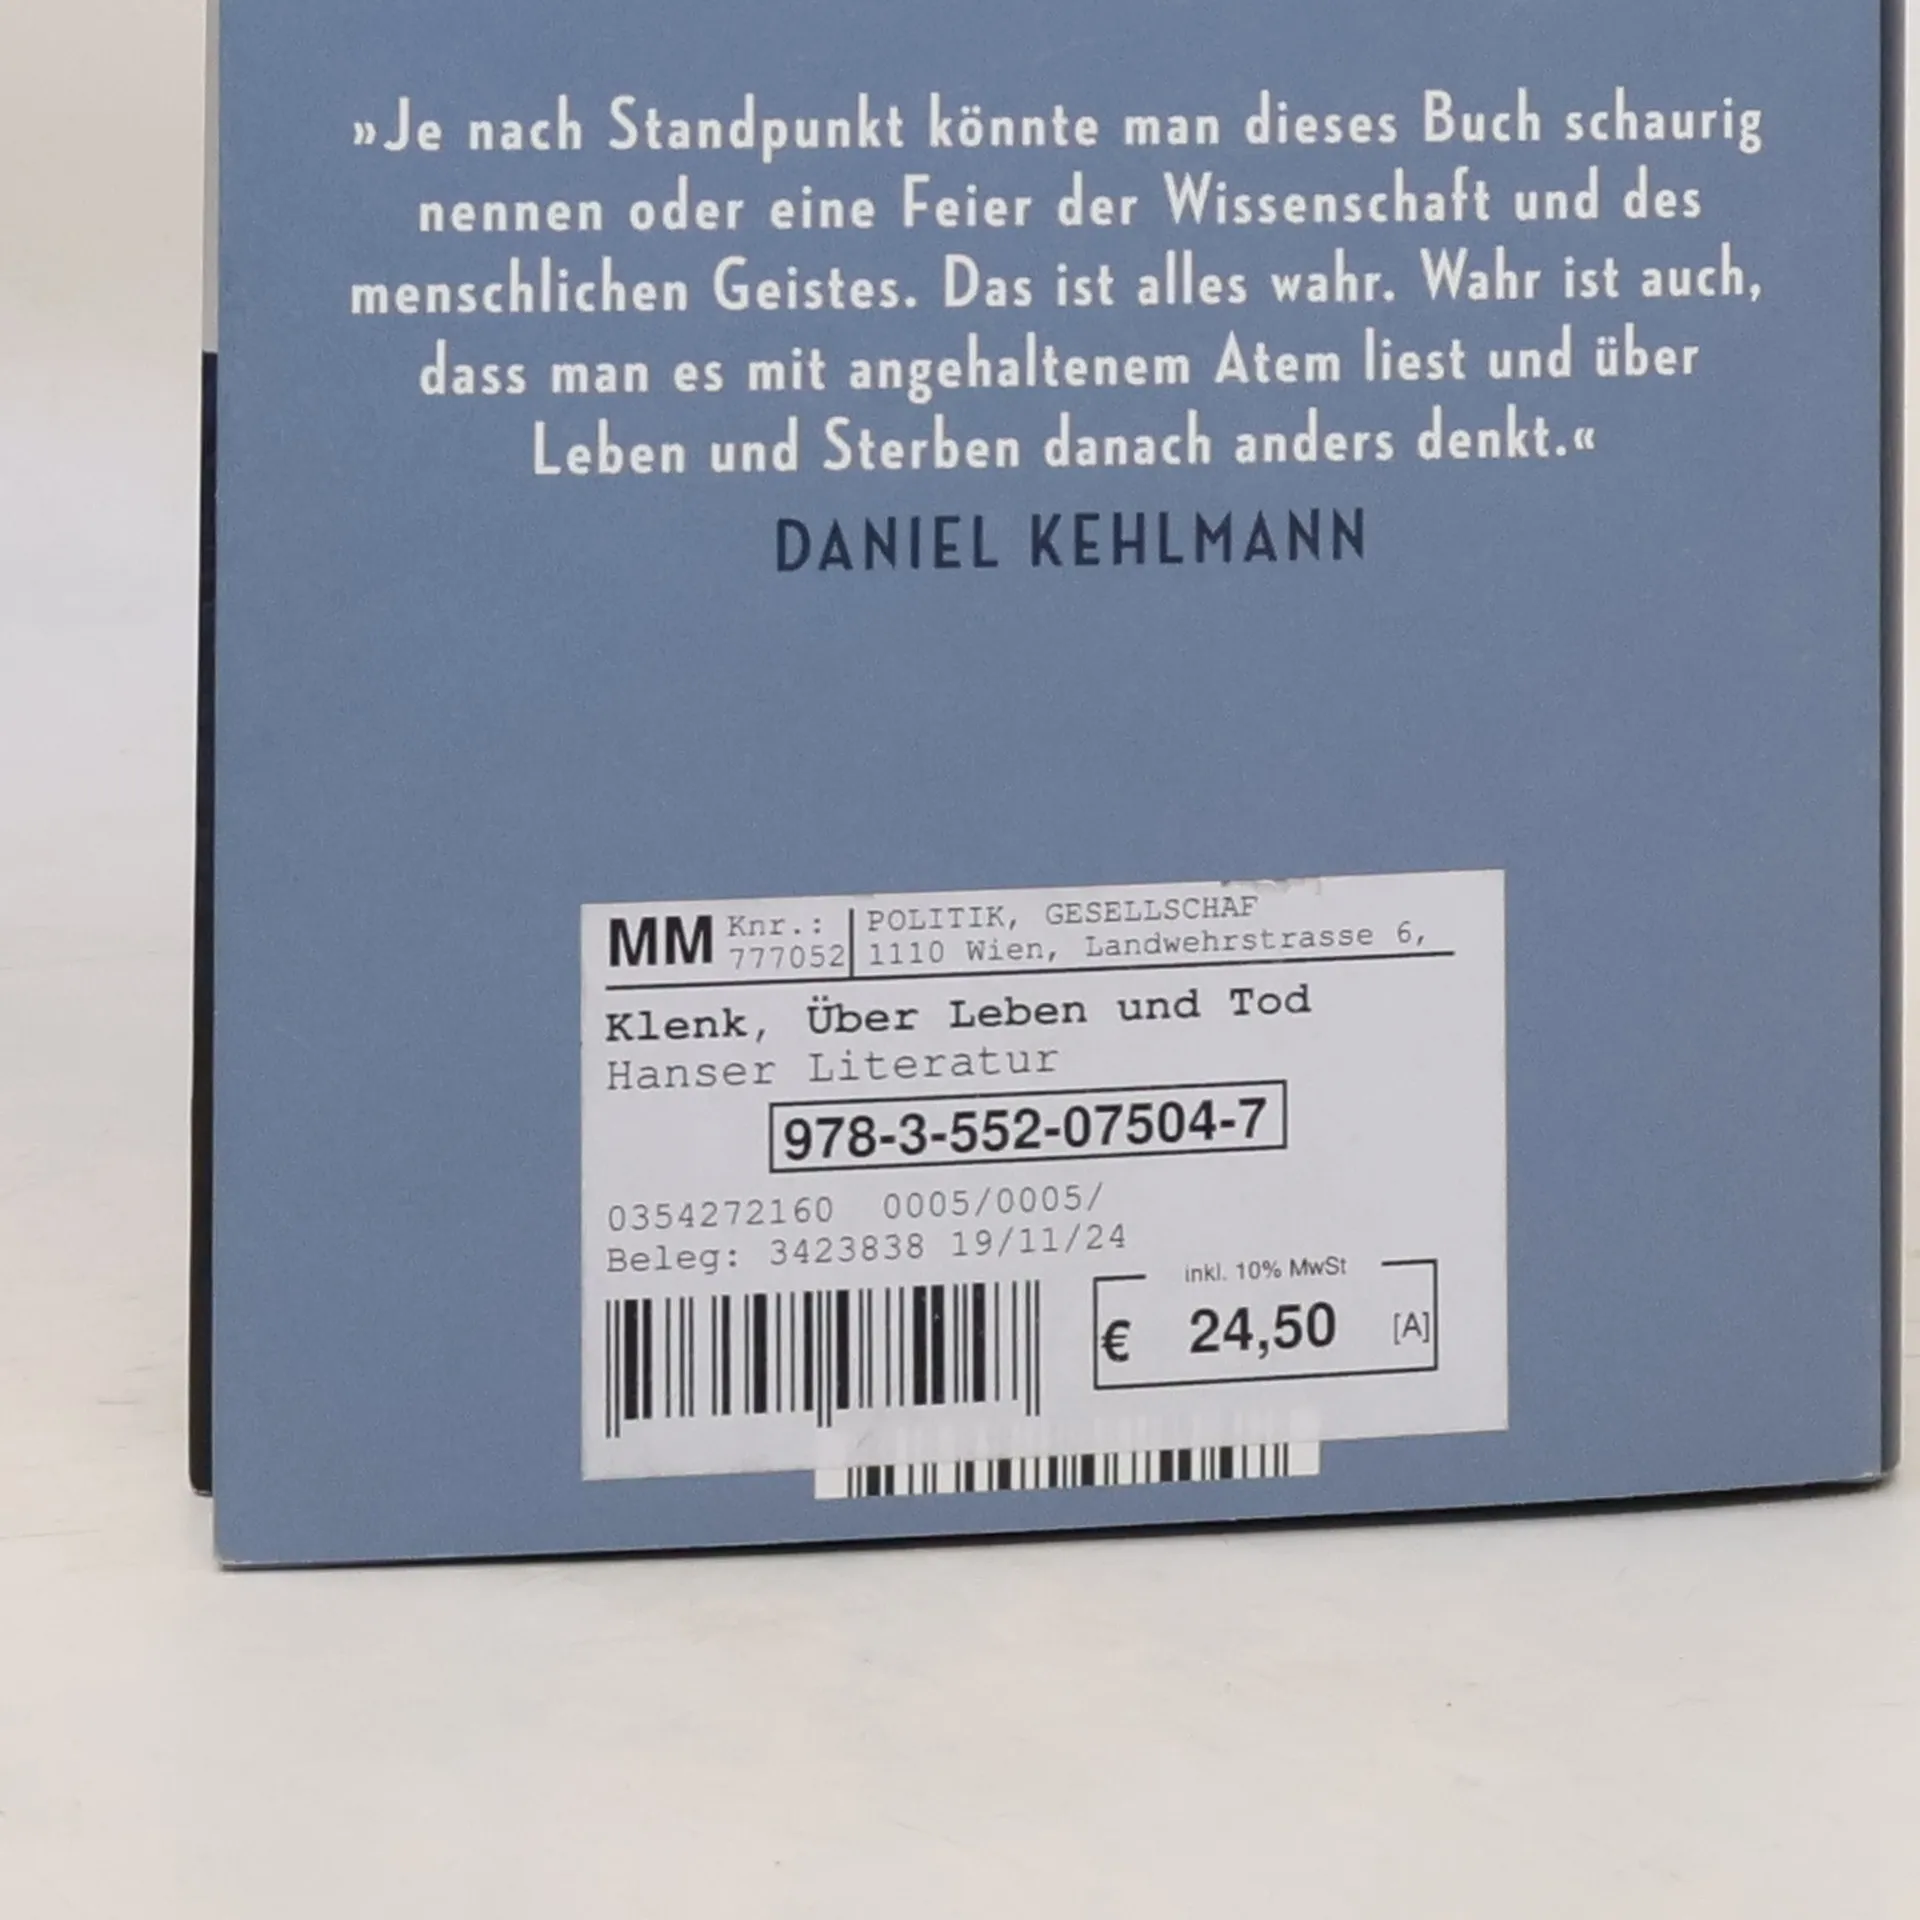 »Je nach Standpunkt könnte man dieses Buch schaurig
nennen oder eine Feier der Wissenschaft und des
menschlichen Geistes. Das ist alles wahr. Wahr ist auch,
dass man es mit angehaltenem Atem liest und über
Leben und Sterben danach anders denkt.«
DANIEL KEHLMANN
MM Knr.: POLITIK, GESELLSCHAF
777052 1110 Wien, Landwehrstrasse 6,
Klenk, Über Leben und Tod
Hanser Literatur
978-3-552-07504-7
0354272160 0005/0005/
Beleg: 3423838 19/11/24
inkl. 10% MwSt
€ 24,50 [A]